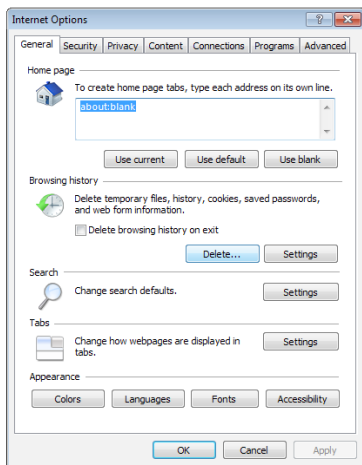 Internet Options
General Security Privacy Content Connections Programs Advanced
Home page
To create home page tabs, type each address on its own line.
about:blank
Use current Use default Use blank
Browsing history
Delete temporary files, history, cookies, saved passwords,
and web form information.
Delete browsing history on exit
Delete... Settings
Search
Change search defaults. Settings
Tabs
Change how webpages are displayed in
tabs.
Settings
Appearance
Colors Languages Fonts Accessibility
OK Cancel Apply